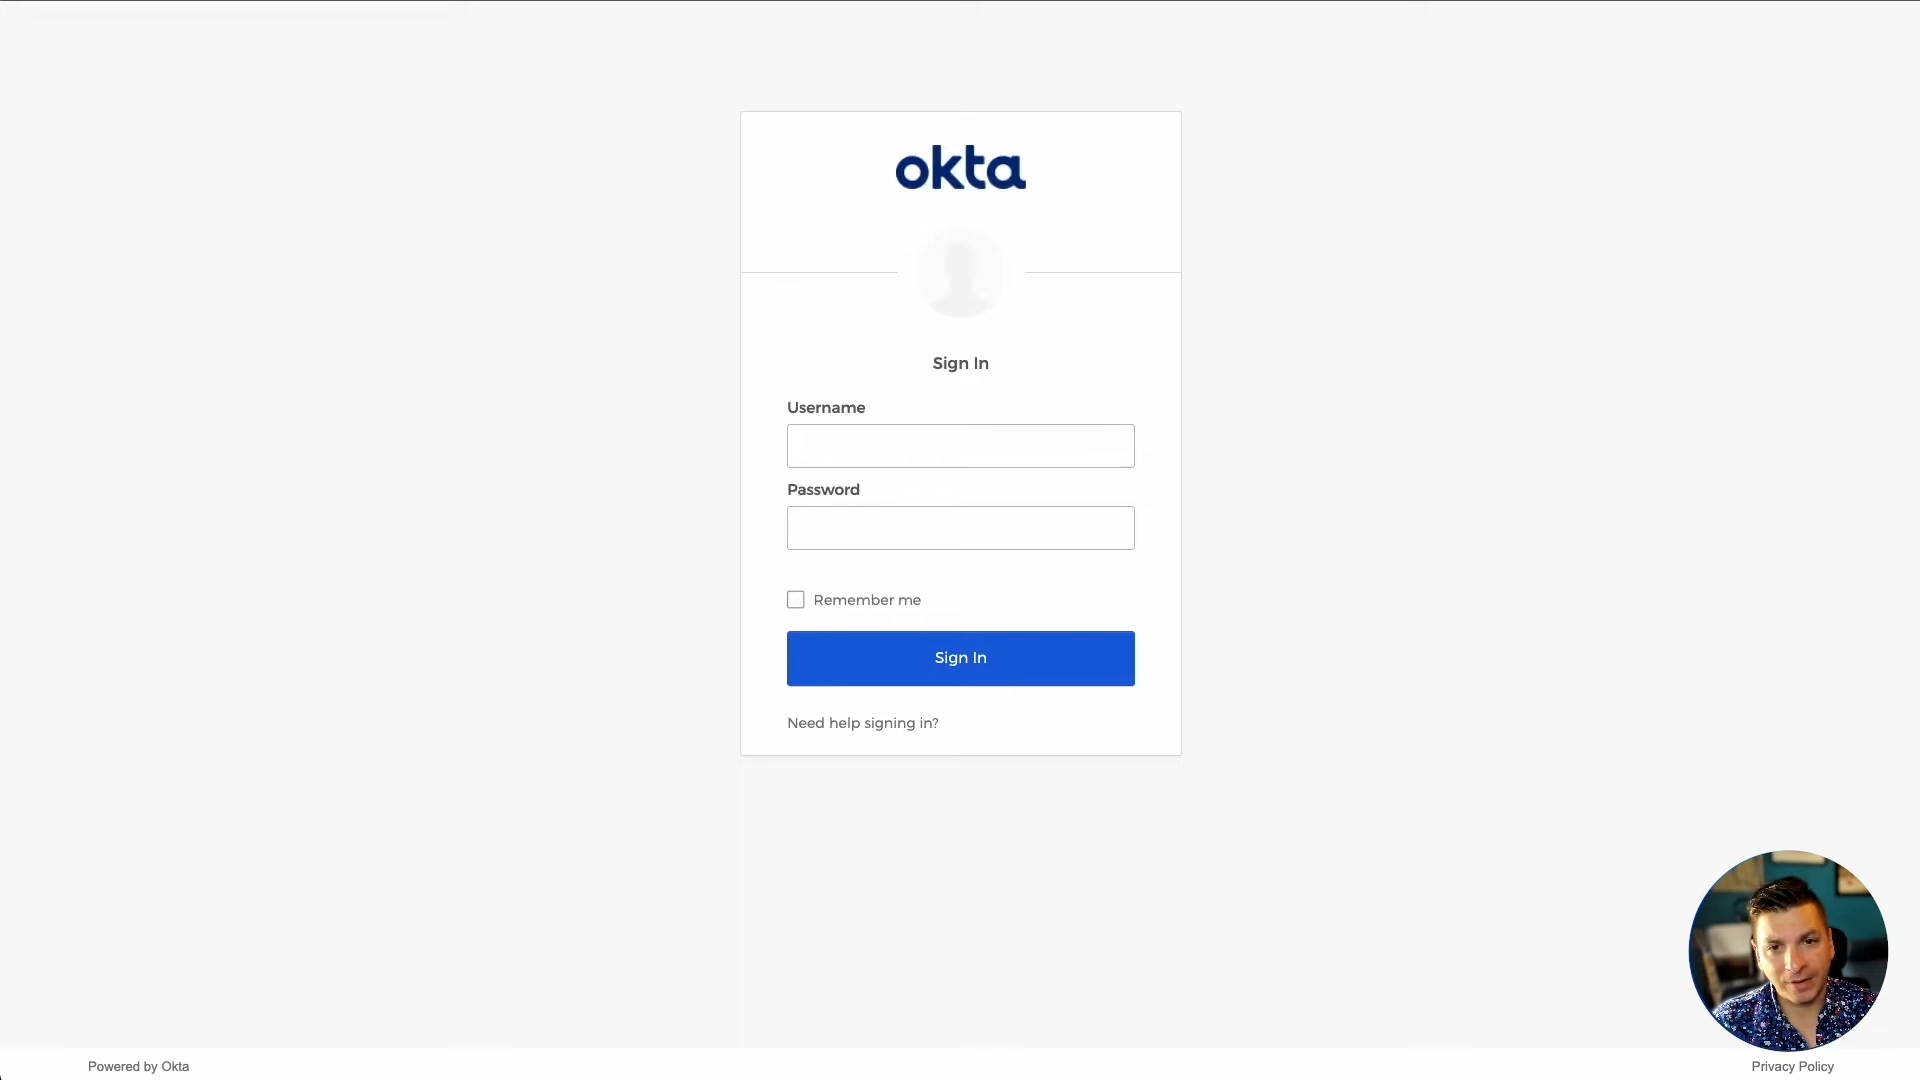 okta
Sign In
Username
Password
Remember me
Sign In
Need help signing in?
Powered by Okta
Privacy Policy